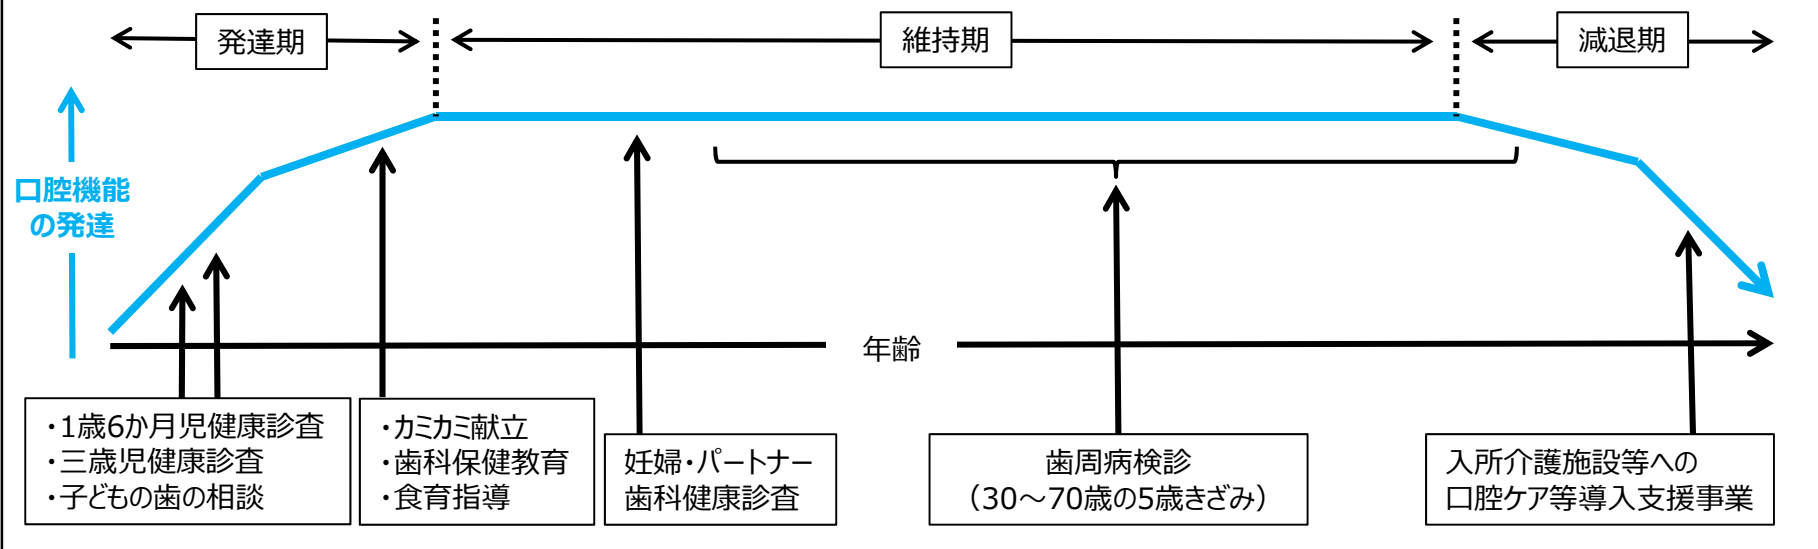 発達期
維持期
減退期
口腔機能
の発達
年齢
・1歳6か月児健康診査
・三歳児健康診査
・子どもの歯の相談
・カミカミ献立
・歯科保健教育
・食育指導
妊婦・パートナー
歯科健康診査
歯周病検診
（30～70歳の5歳きざみ）
入所介護施設等への
口腔ケア等導入支援事業